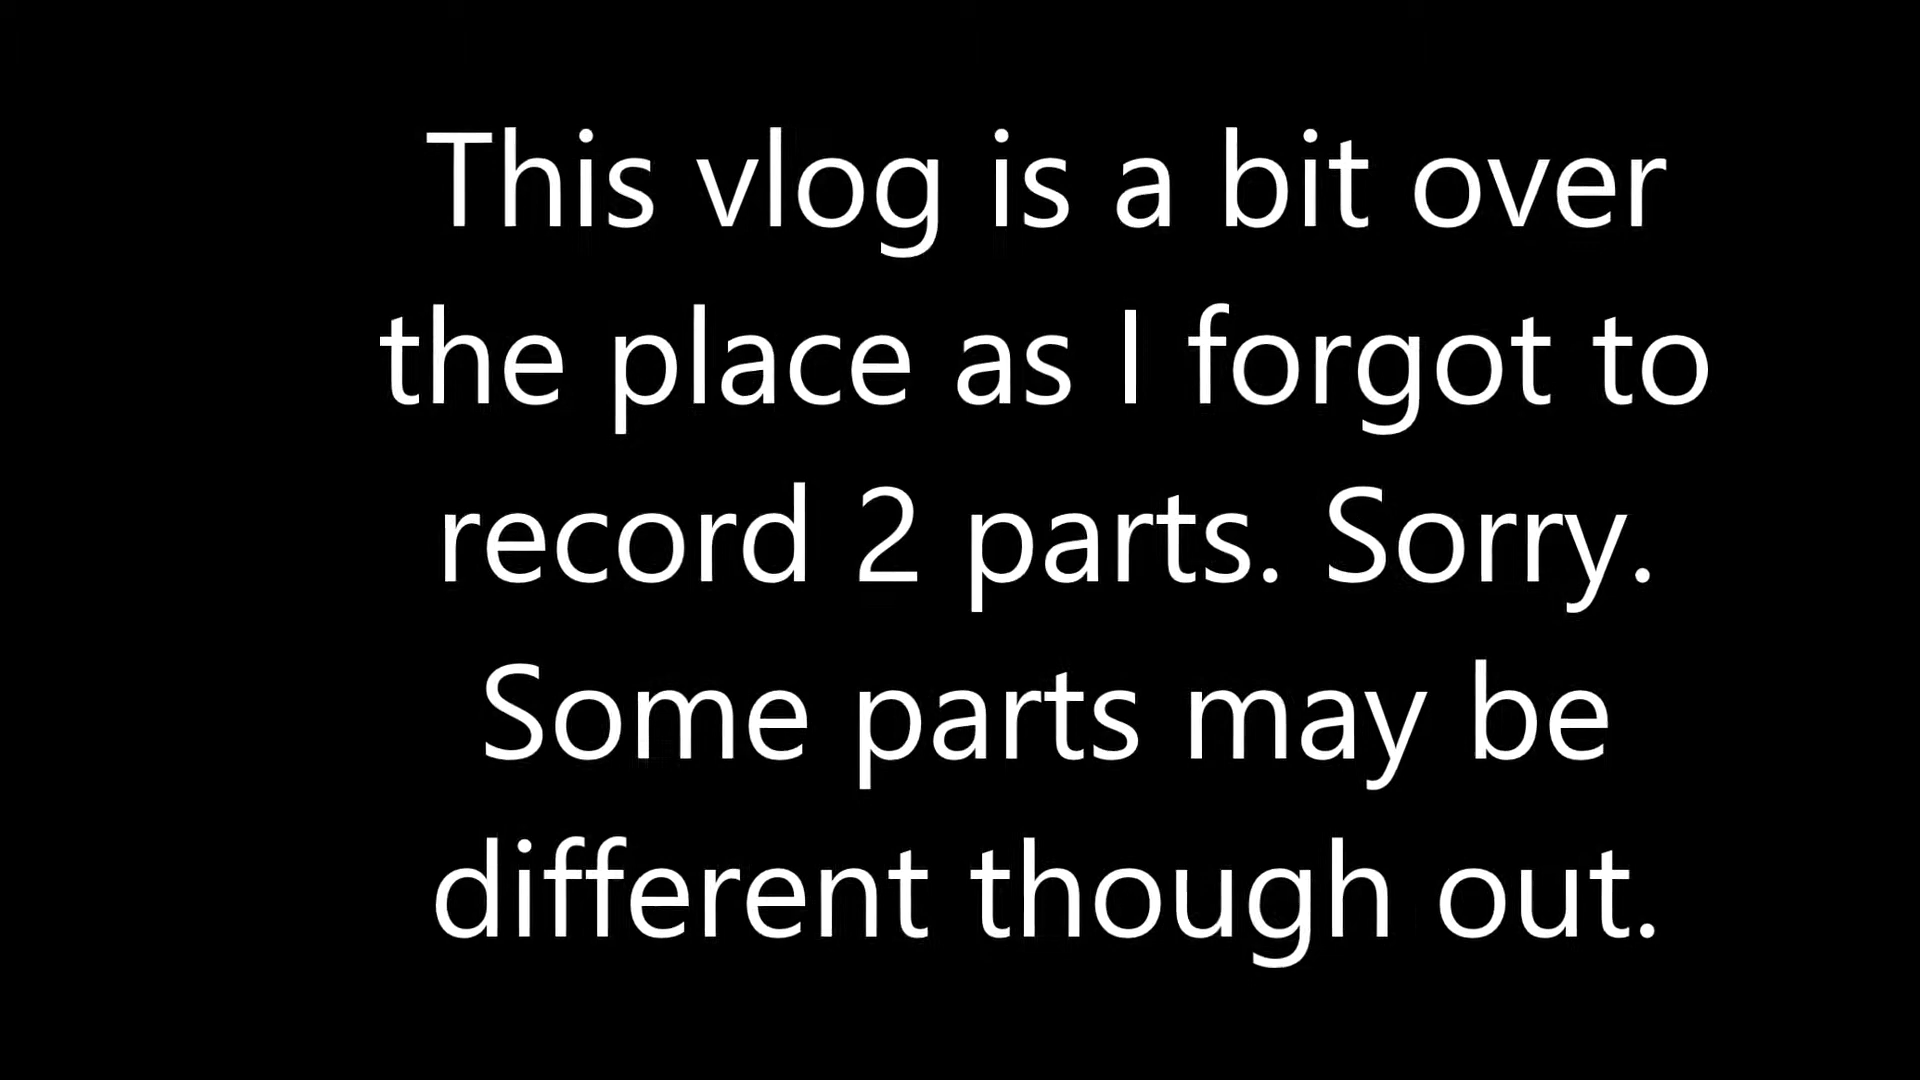 This vlog is a bit over
the place as I forgot to
record 2 parts. Sorry.
Some parts may be
different though out.